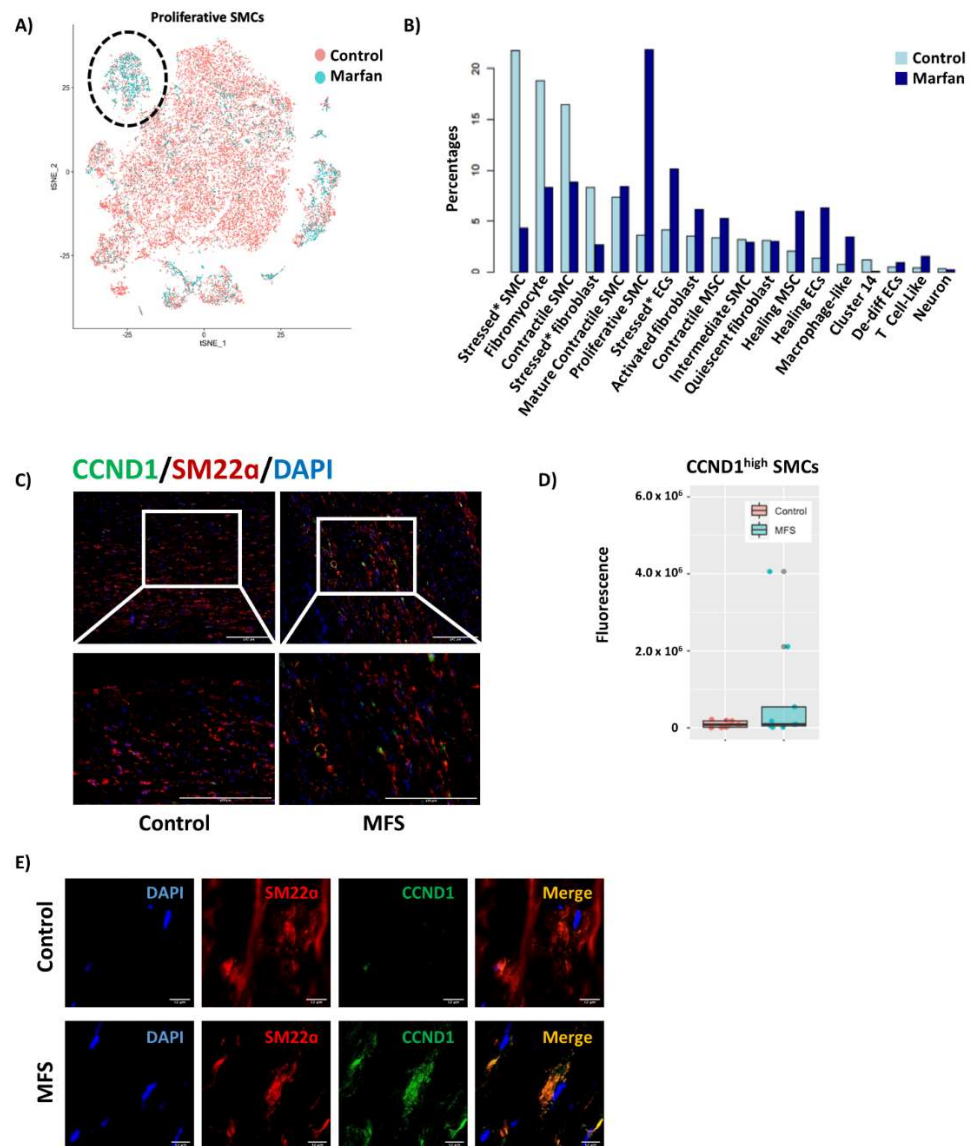 A)
Proliferative SMCs
Control
Marfan
25
0
-25
tSNE_2
-25
0
25
tSNE_1
B)
Control
Marfan
Percentages
20
15
10
5
0
Stressed* SMC
Fibromyocyte
Contractile SMC
Stressed* fibroblast
Mature Contractile SMC
Proliferative SMC
Stressed* ECs
Activated fibroblast
Contractile MSC
Intermediate SMC
Quiescent fibroblast
Healing MSC
Healing ECs
Macrophage-like
Cluster 14
De-diff ECs
T Cell-Like
Neuron
C)
CCND1/SM22α/DAPI
Control
MFS
D)
CCND1high SMCs
Control
MFS
Fluorescence
6.0 x 10⁶
4.0 x 10⁶
2.0 x 10⁶
0
E)
Control
DAPI
SM22α
CCND1
Merge
MFS
DAPI
SM22α
CCND1
Merge